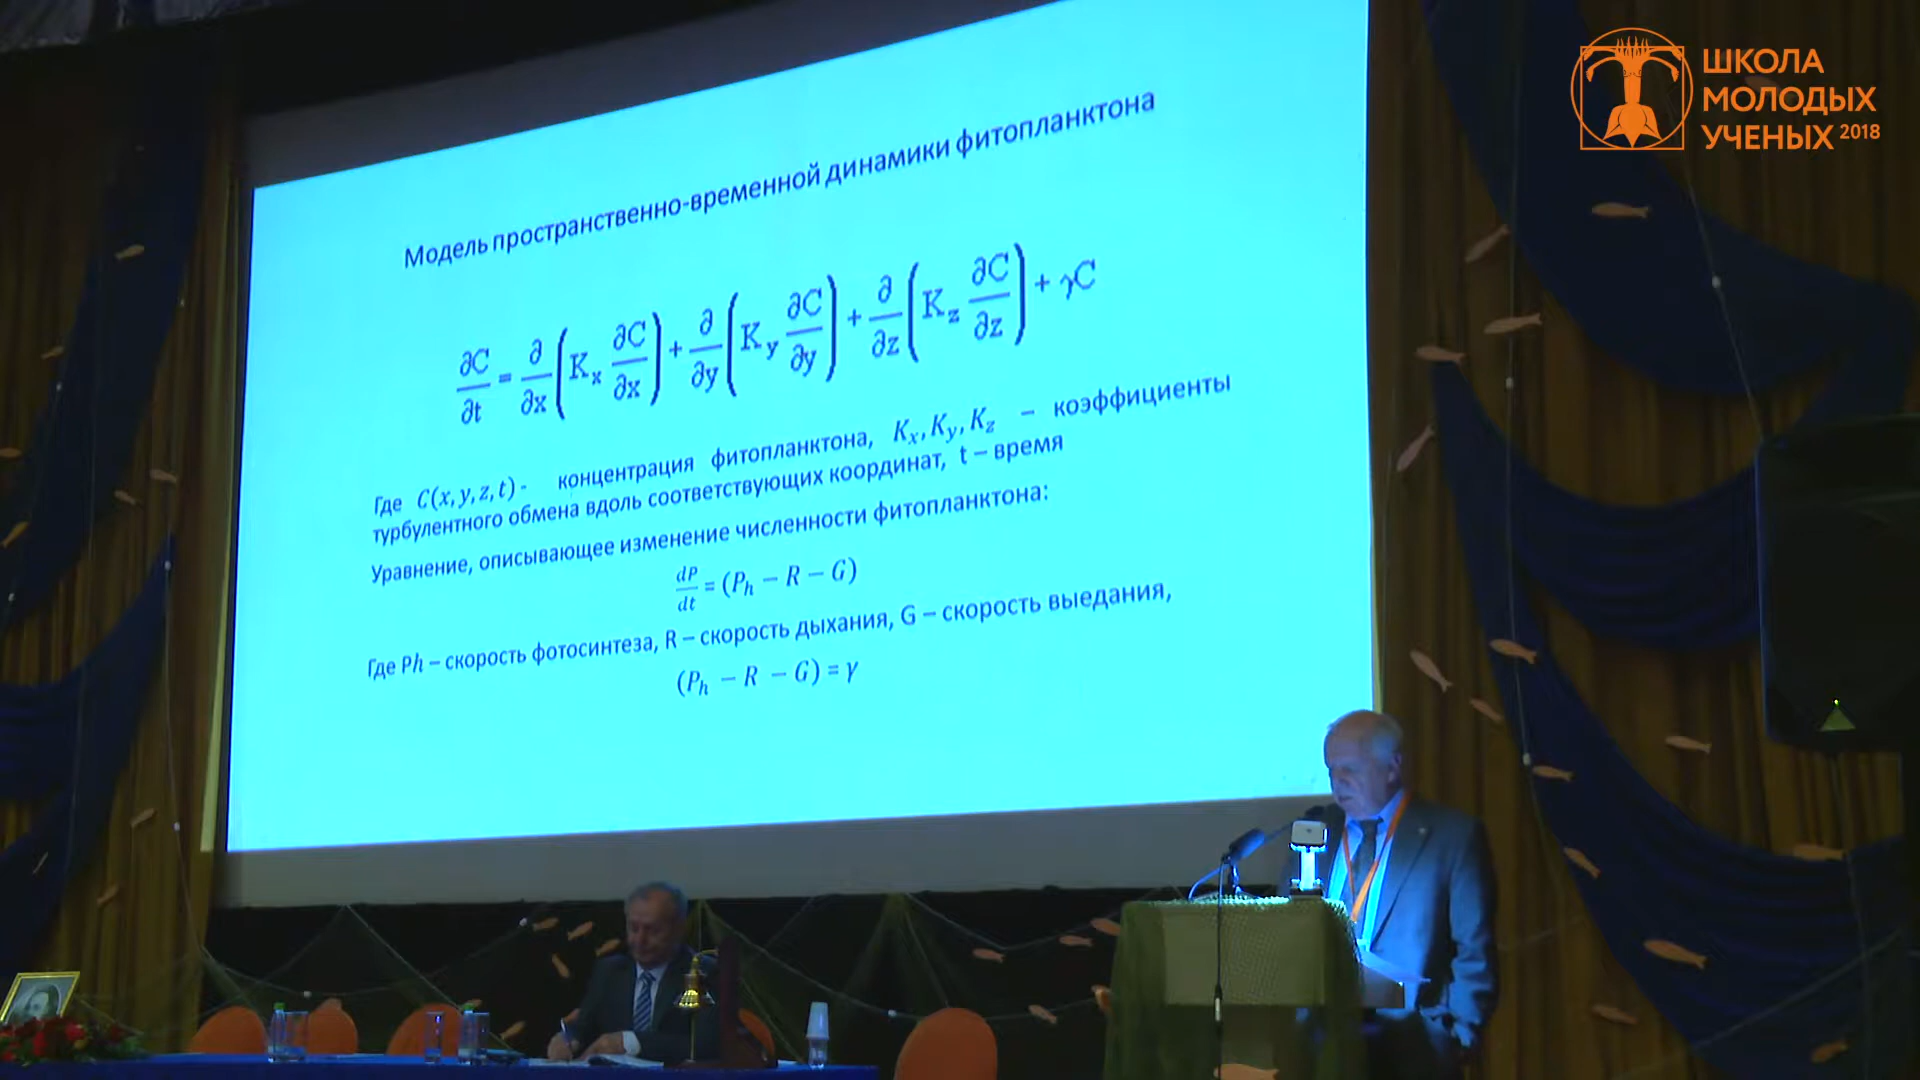 ШКОЛА
МОЛОДЫХ
УЧЕНЫХ 2018
Модель пространственно-временной динамики фитопланктона
∂C/∂t = ∂/∂x (Kx ∂C/∂x) + ∂/∂y (Ky ∂C/∂y) + ∂/∂z (Kz ∂C/∂z) + γC
Где C(x, y, z, t) - концентрация фитопланктона, Kx, Ky, Kz – коэффициенты
турбулентного обмена вдоль соответствующих координат, t – время
Уравнение, описывающее изменение численности фитопланктона:
dP/dt = (Ph − R − G)
Где Ph – скорость фотосинтеза, R – скорость дыхания, G – скорость выедания,
(Ph − R − G) = γ